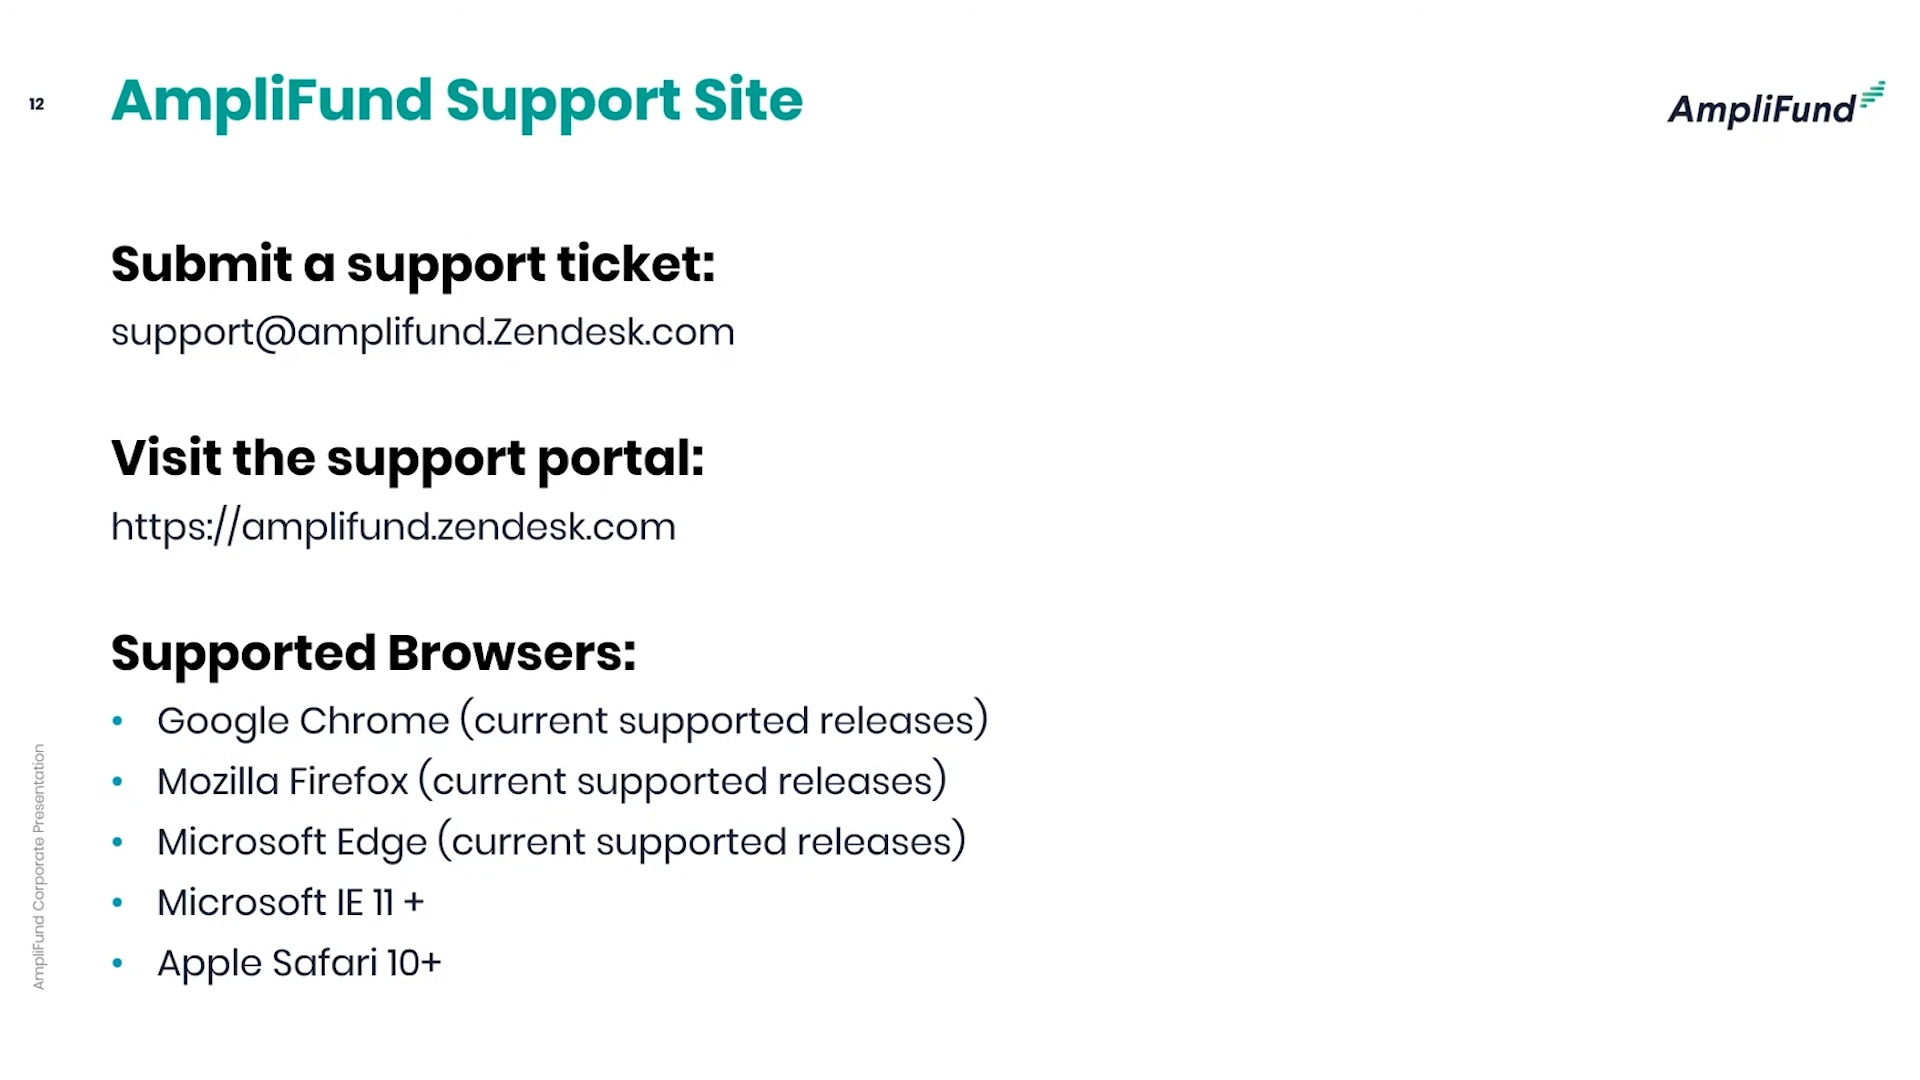 12
AmpliFund Support Site
AmpliFund
Submit a support ticket:
support@amplifund.Zendesk.com
Visit the support portal:
https://amplifund.zendesk.com
Supported Browsers:
• Google Chrome (current supported releases)
• Mozilla Firefox (current supported releases)
• Microsoft Edge (current supported releases)
• Microsoft IE 11 +
• Apple Safari 10+
AmpliFund Corporate Presentation